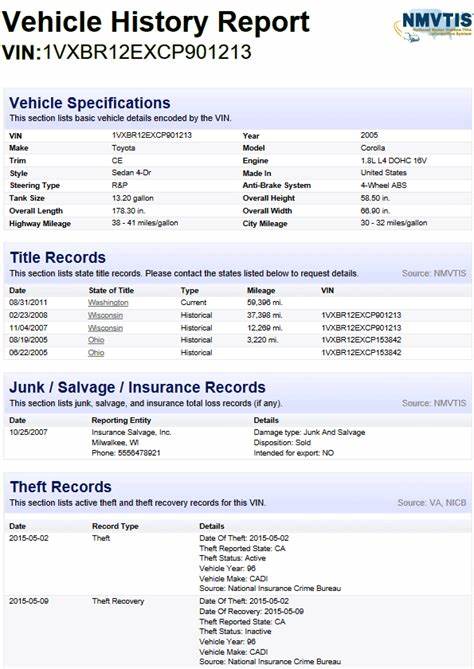 Vehicle History Report
NMVTIS
VIN:1VXBR12EXCP901213
Vehicle Specifications
This section lists basic vehicle details encoded by the VIN.
VIN 1VXBR12EXCP901213 Year 2005
Make Toyota Model Corolla
Trim CE Engine 1.8L L4 DOHC 16V
Style Sedan 4-Dr Made In United States
Steering Type R&P Anti-Brake System 4-Wheel ABS
Tank Size 13.20 gallon Overall Height 58.50 in.
Overall Length 178.30 in. Overall Width 66.90 in.
Highway Mileage 38 - 41 miles/gallon City Mileage 30 - 32 miles/gallon
Title Records
This section lists state title records. Please contact the states listed below to request details. Source: NMVTIS
Date State of Title Type Mileage VIN
08/31/2011 Washington Current 59,396 mi.
02/23/2008 Wisconsin Historical 37,398 mi. 1VXBR12EXCP901213
11/04/2007 Wisconsin Historical 12,269 mi. 1VXBR12EXCP901213
08/19/2005 Ohio Historical 3,220 mi. 1VXBR12EXCP153842
06/22/2005 Ohio Historical 1VXBR12EXCP153842
Junk / Salvage / Insurance Records
This section lists junk, salvage, and insurance total loss records (if any). Source: NMVTIS
Date Reporting Entity Details
10/25/2007 Insurance Salvage, Inc. Damage type: Junk And Salvage
Milwalkee, WI Disposition: Sold
Phone: 5556478921 Intended for export: NO
Theft Records
This section lists active theft and theft recovery records for this VIN. Source: VA, NICB
Date Record Type Details
2015-05-02 Theft Date Of Theft: 2015-05-02
Theft Reported State: CA
Theft Status: Active
Vehicle Year: 96
Vehicle Make: CADI
Source: National Insurance Crime Bureau
2015-05-09 Theft Recovery Date Of Theft: 2015-05-02
Date Of Recovery: 2015-05-09
Theft Reported State: CA
Theft Status: Inactive
Vehicle Year: 96
Vehicle Make: CADI
Source: National Insurance Crime Bureau